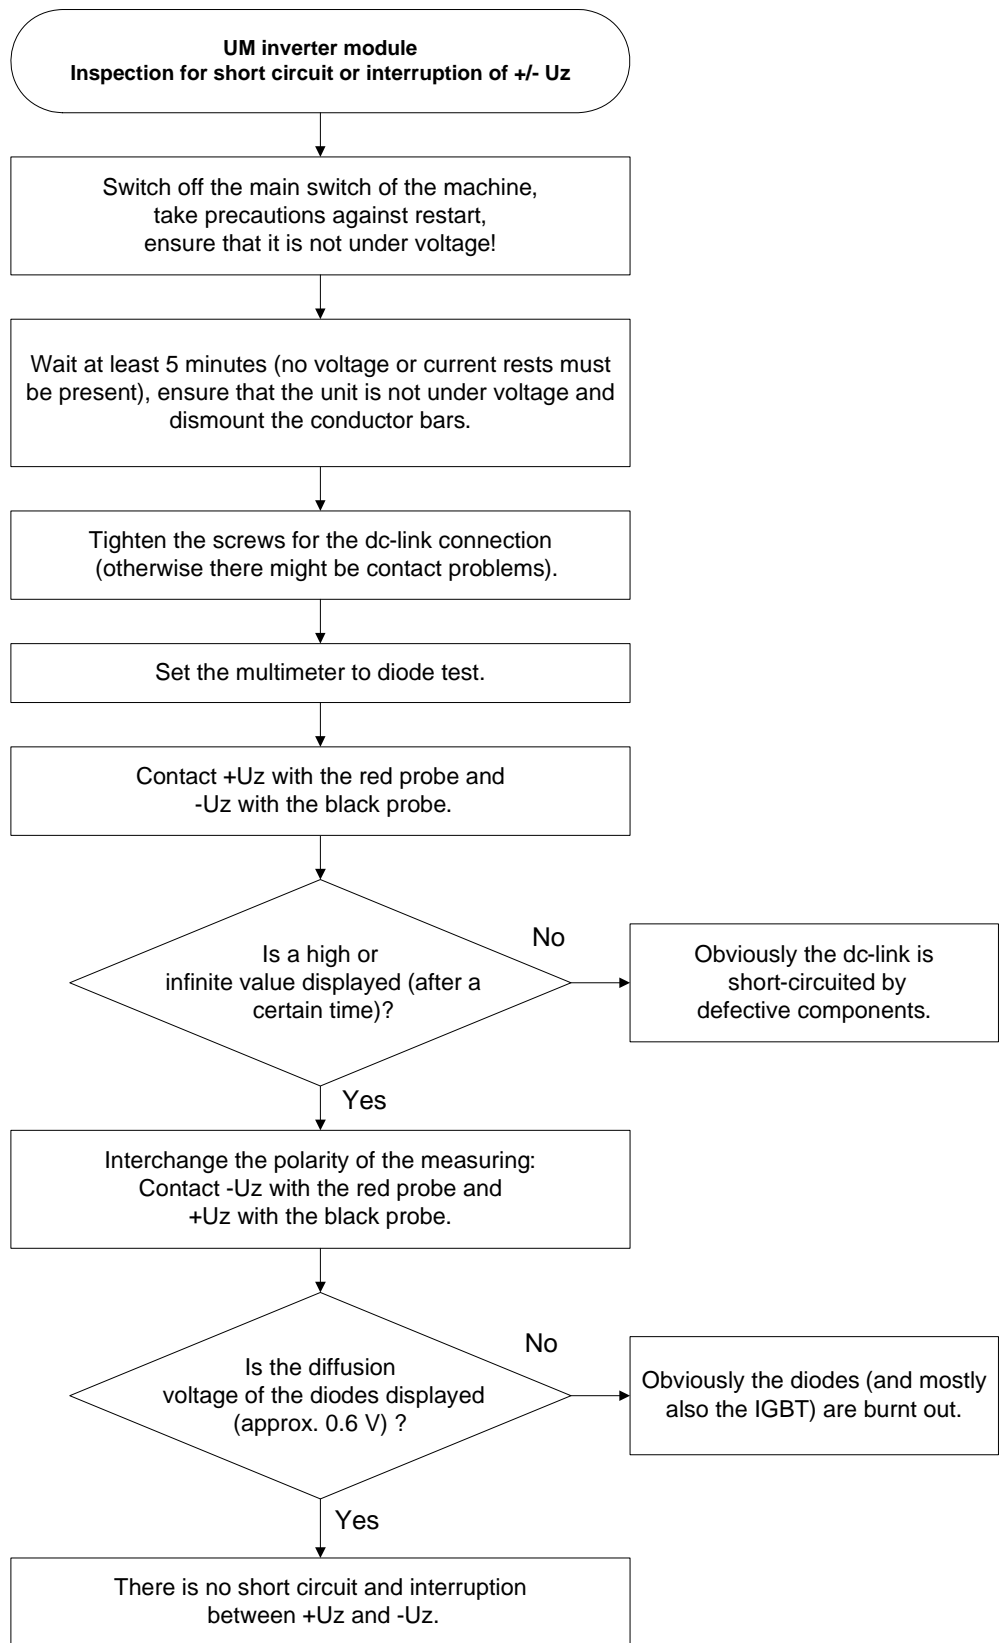 UM inverter module
Inspection for short circuit or interruption of +/- Uz
Switch off the main switch of the machine,
take precautions against restart,
ensure that it is not under voltage!
Wait at least 5 minutes (no voltage or current rests must
be present), ensure that the unit is not under voltage and
dismount the conductor bars.
Tighten the screws for the dc-link connection
(otherwise there might be contact problems).
Set the multimeter to diode test.
Contact +Uz with the red probe and
-Uz with the black probe.
Is a high or
infinite value displayed (after a
certain time)?
No
Obviously the dc-link is
short-circuited by
defective components.
Yes
Interchange the polarity of the measuring:
Contact -Uz with the red probe and
+Uz with the black probe.
Is the diffusion
voltage of the diodes displayed
(approx. 0.6 V) ?
No
Obviously the diodes (and mostly
also the IGBT) are burnt out.
Yes
There is no short circuit and interruption
between +Uz and -Uz.